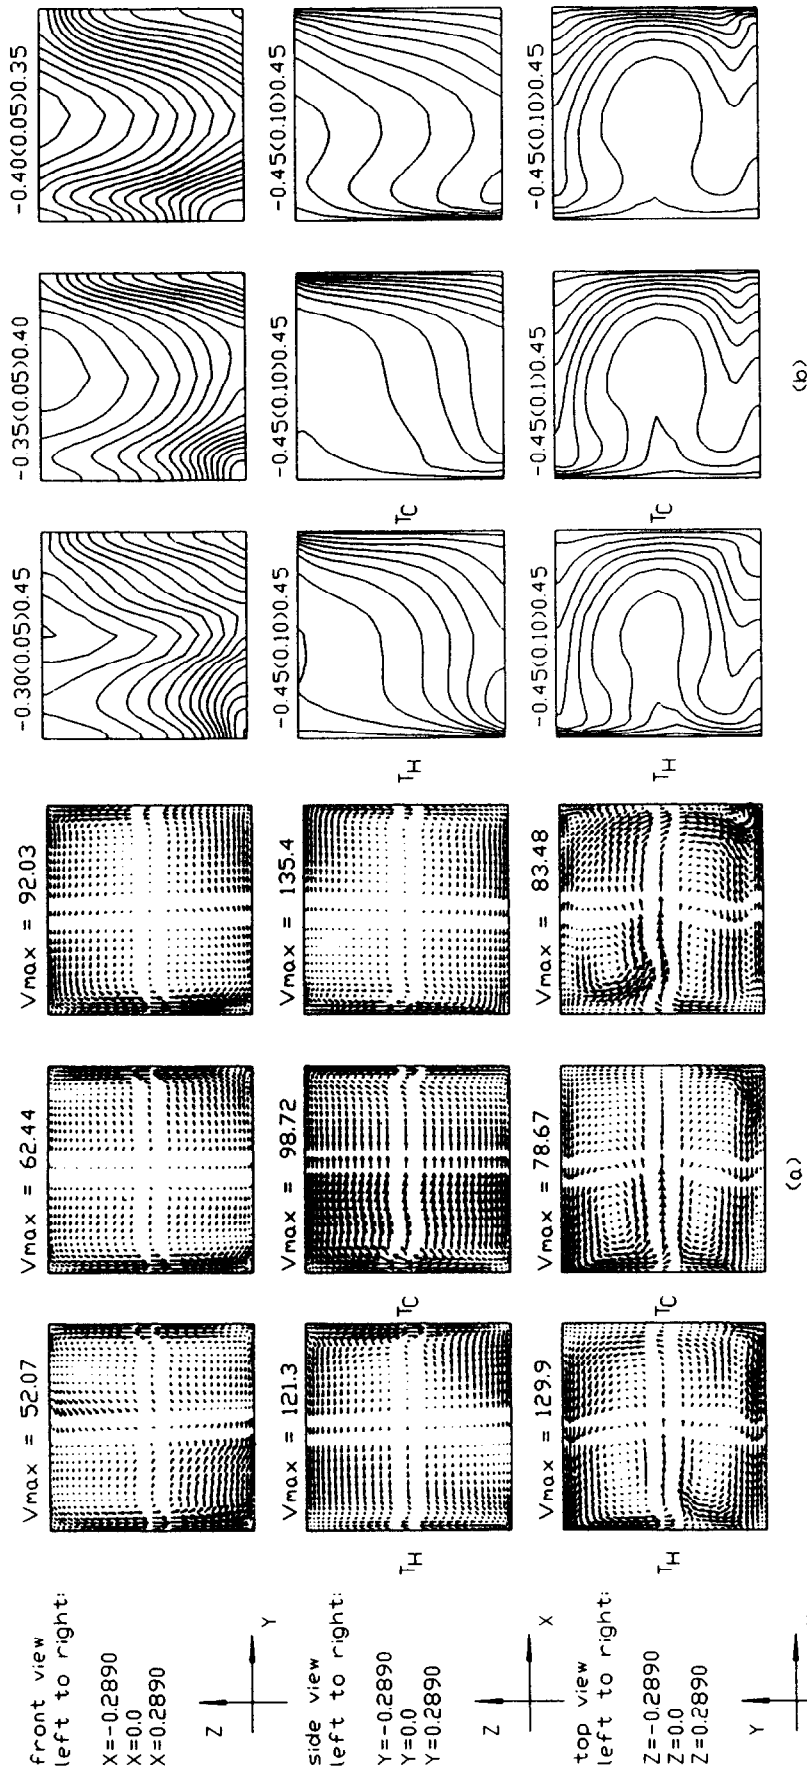 front view
left to right:
X=-0.2890
X=0.0
X=0.2890
Z
Y
Vmax = 52.07
Vmax = 62.44
Vmax = 92.03
-0.30(0.05)0.45
-0.35(0.05)0.40
-0.40(0.05)0.35
side view
left to right:
Y=-0.2890
Y=0.0
Y=0.2890
Z
X
Vmax = 121.3
Vmax = 98.72
Vmax = 135.4
-0.45(0.10)0.45
-0.45(0.10)0.45
-0.45(0.10)0.45
TH
TC
TH
TC
top view
left to right:
Z=-0.2890
Z=0.0
Z=0.2890
Y
Vmax = 129.9
Vmax = 78.67
Vmax = 83.48
-0.45(0.10)0.45
-0.45(0.1)0.45
-0.45(0.10)0.45
TH
TC
TH
TC
(a)
(b)